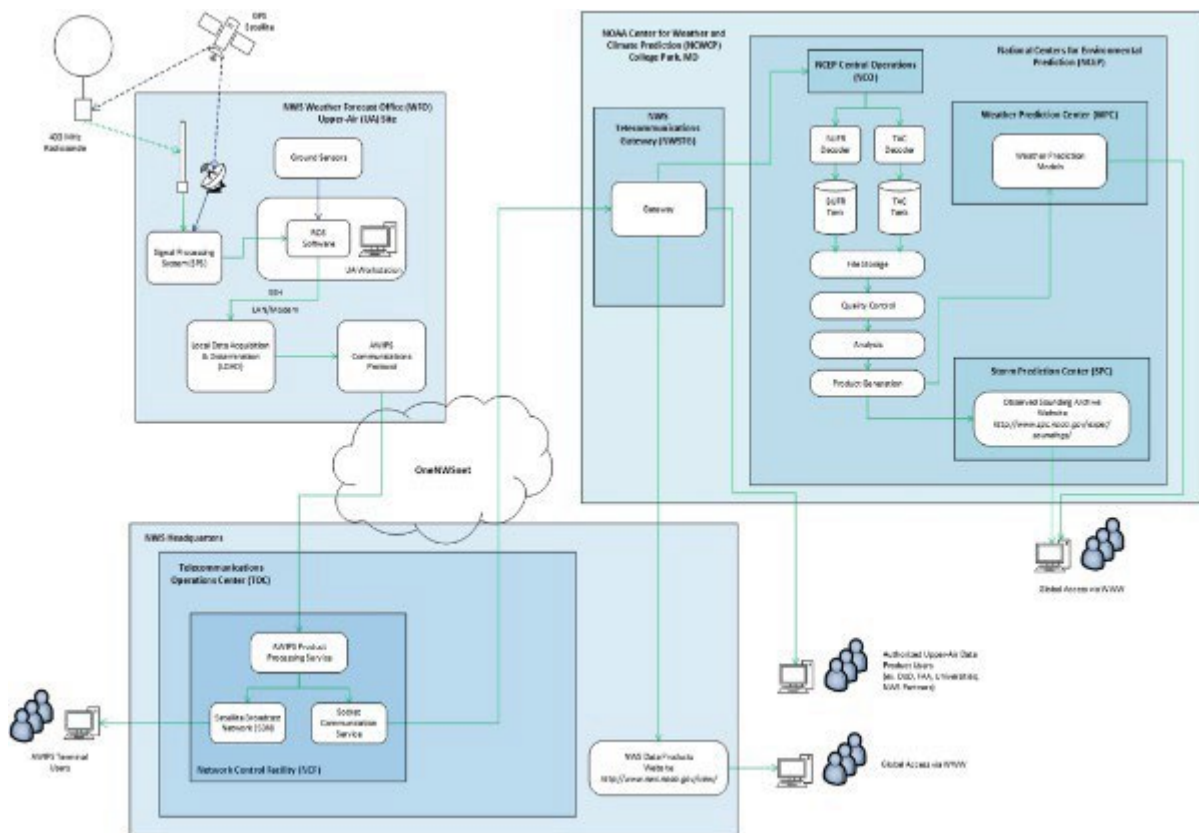 GPS
Satellite
403 MHz
Radiosonde
NWS Weather Forecast Office (WFO)
Upper-Air (UA) Site
Ground Sensors
RDS
Software
UA Workstation
Signal Processing
System (SPS)
SSH
LAN/Modem
Local Data Acquisition
& Dissemination
(LDAD)
AWIPS
Communications
Protocol
OneNWSnet
NWS Headquarters
Telecommunications
Operations Center (TOC)
AWIPS Product
Processing Service
Satellite Broadcast
Network (SBN)
Socket
Communication
Service
Network Control Facility (NCF)
AWIPS Terminal
Users
NOAA Center for Weather and
Climate Prediction (NCWCP)
College Park, MD
NWS
Telecommunications
Gateway (NWSTG)
Gateway
National Centers for Environmental
Prediction (NCEP)
NCEP Central Operations
(NCO)
BUFR
Decoder
TAC
Decoder
BUFR
Tank
TAC
Tank
File Storage
Quality Control
Analysis
Product Generation
Weather Prediction Center (WPC)
Weather Prediction
Models
Storm Prediction Center (SPC)
Observed Sounding Archive
Website
http://www.spc.noaa.gov/exper/
soundings/
Global Access via WWW
Authorized Upper-Air Data
Product Users
(ex. DOD, FAA, Universities,
Partners)
NWS Data Products
Website
Global Access via WWW